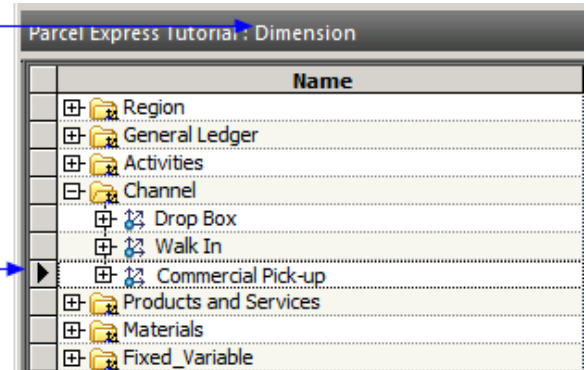 Parcel Express Tutorial : Dimension
Name
Region
General Ledger
Activities
Channel
Drop Box
Walk In
Commercial Pick-up
Products and Services
Materials
Fixed_Variable